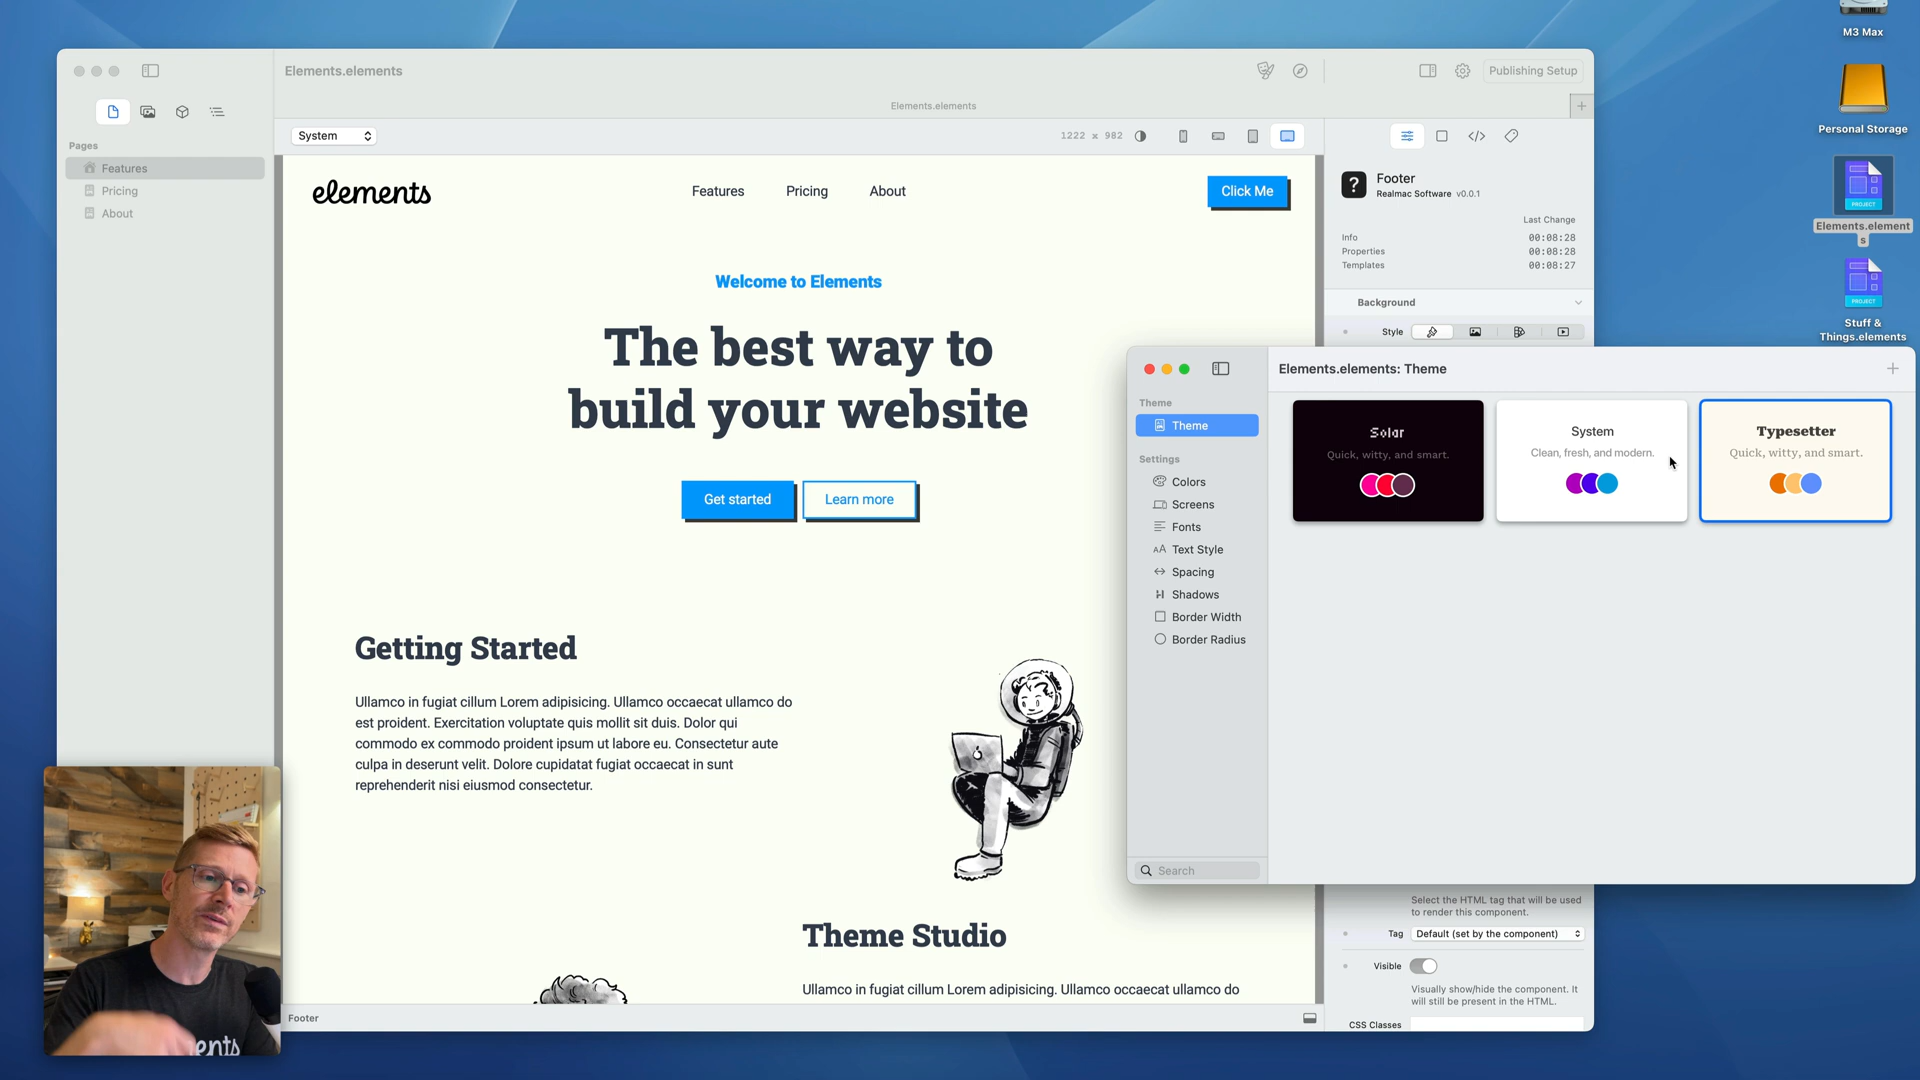 M3 Max
Personal Storage
PROJECT
Elements.element
s
PROJECT
Stuff &
Things.elements
Elements.elements
Publishing Setup
Elements.elements
Pages
Features
Pricing
About
System
1222 × 982
elements
Features
Pricing
About
Click Me
Welcome to Elements
The best way to
build your website
Get started
Learn more
Getting Started
Ullamco in fugiat cillum Lorem adipisicing. Ullamco occaecat ullamco do
est proident. Exercitation voluptate quis mollit sit duis. Dolor qui
commodo ex commodo proident ipsum ut labore eu. Consectetur aute
culpa in deserunt velit. Dolore cupidatat fugiat occaecat in sunt
reprehenderit nisi eiusmod consectetur.
Theme Studio
Ullamco in fugiat cillum Lorem adipisicing. Ullamco occaecat ullamco do
Footer
Footer
Realmac Software v0.0.1
Last Change
Info 00:08:28
Properties 00:08:28
Templates 00:08:27
Background
Style
Elements.elements: Theme
Theme
Theme
Settings
Colors
Screens
Fonts
AA Text Style
Spacing
Shadows
Border Width
Border Radius
Search
Solar
Quick, witty, and smart.
System
Clean, fresh, and modern.
Typesetter
Quick, witty, and smart.
Select the HTML tag that will be used
to render this component.
Tag Default (set by the component)
Visible
Visually show/hide the component. It
will still be present in the HTML.
CSS Classes
ents